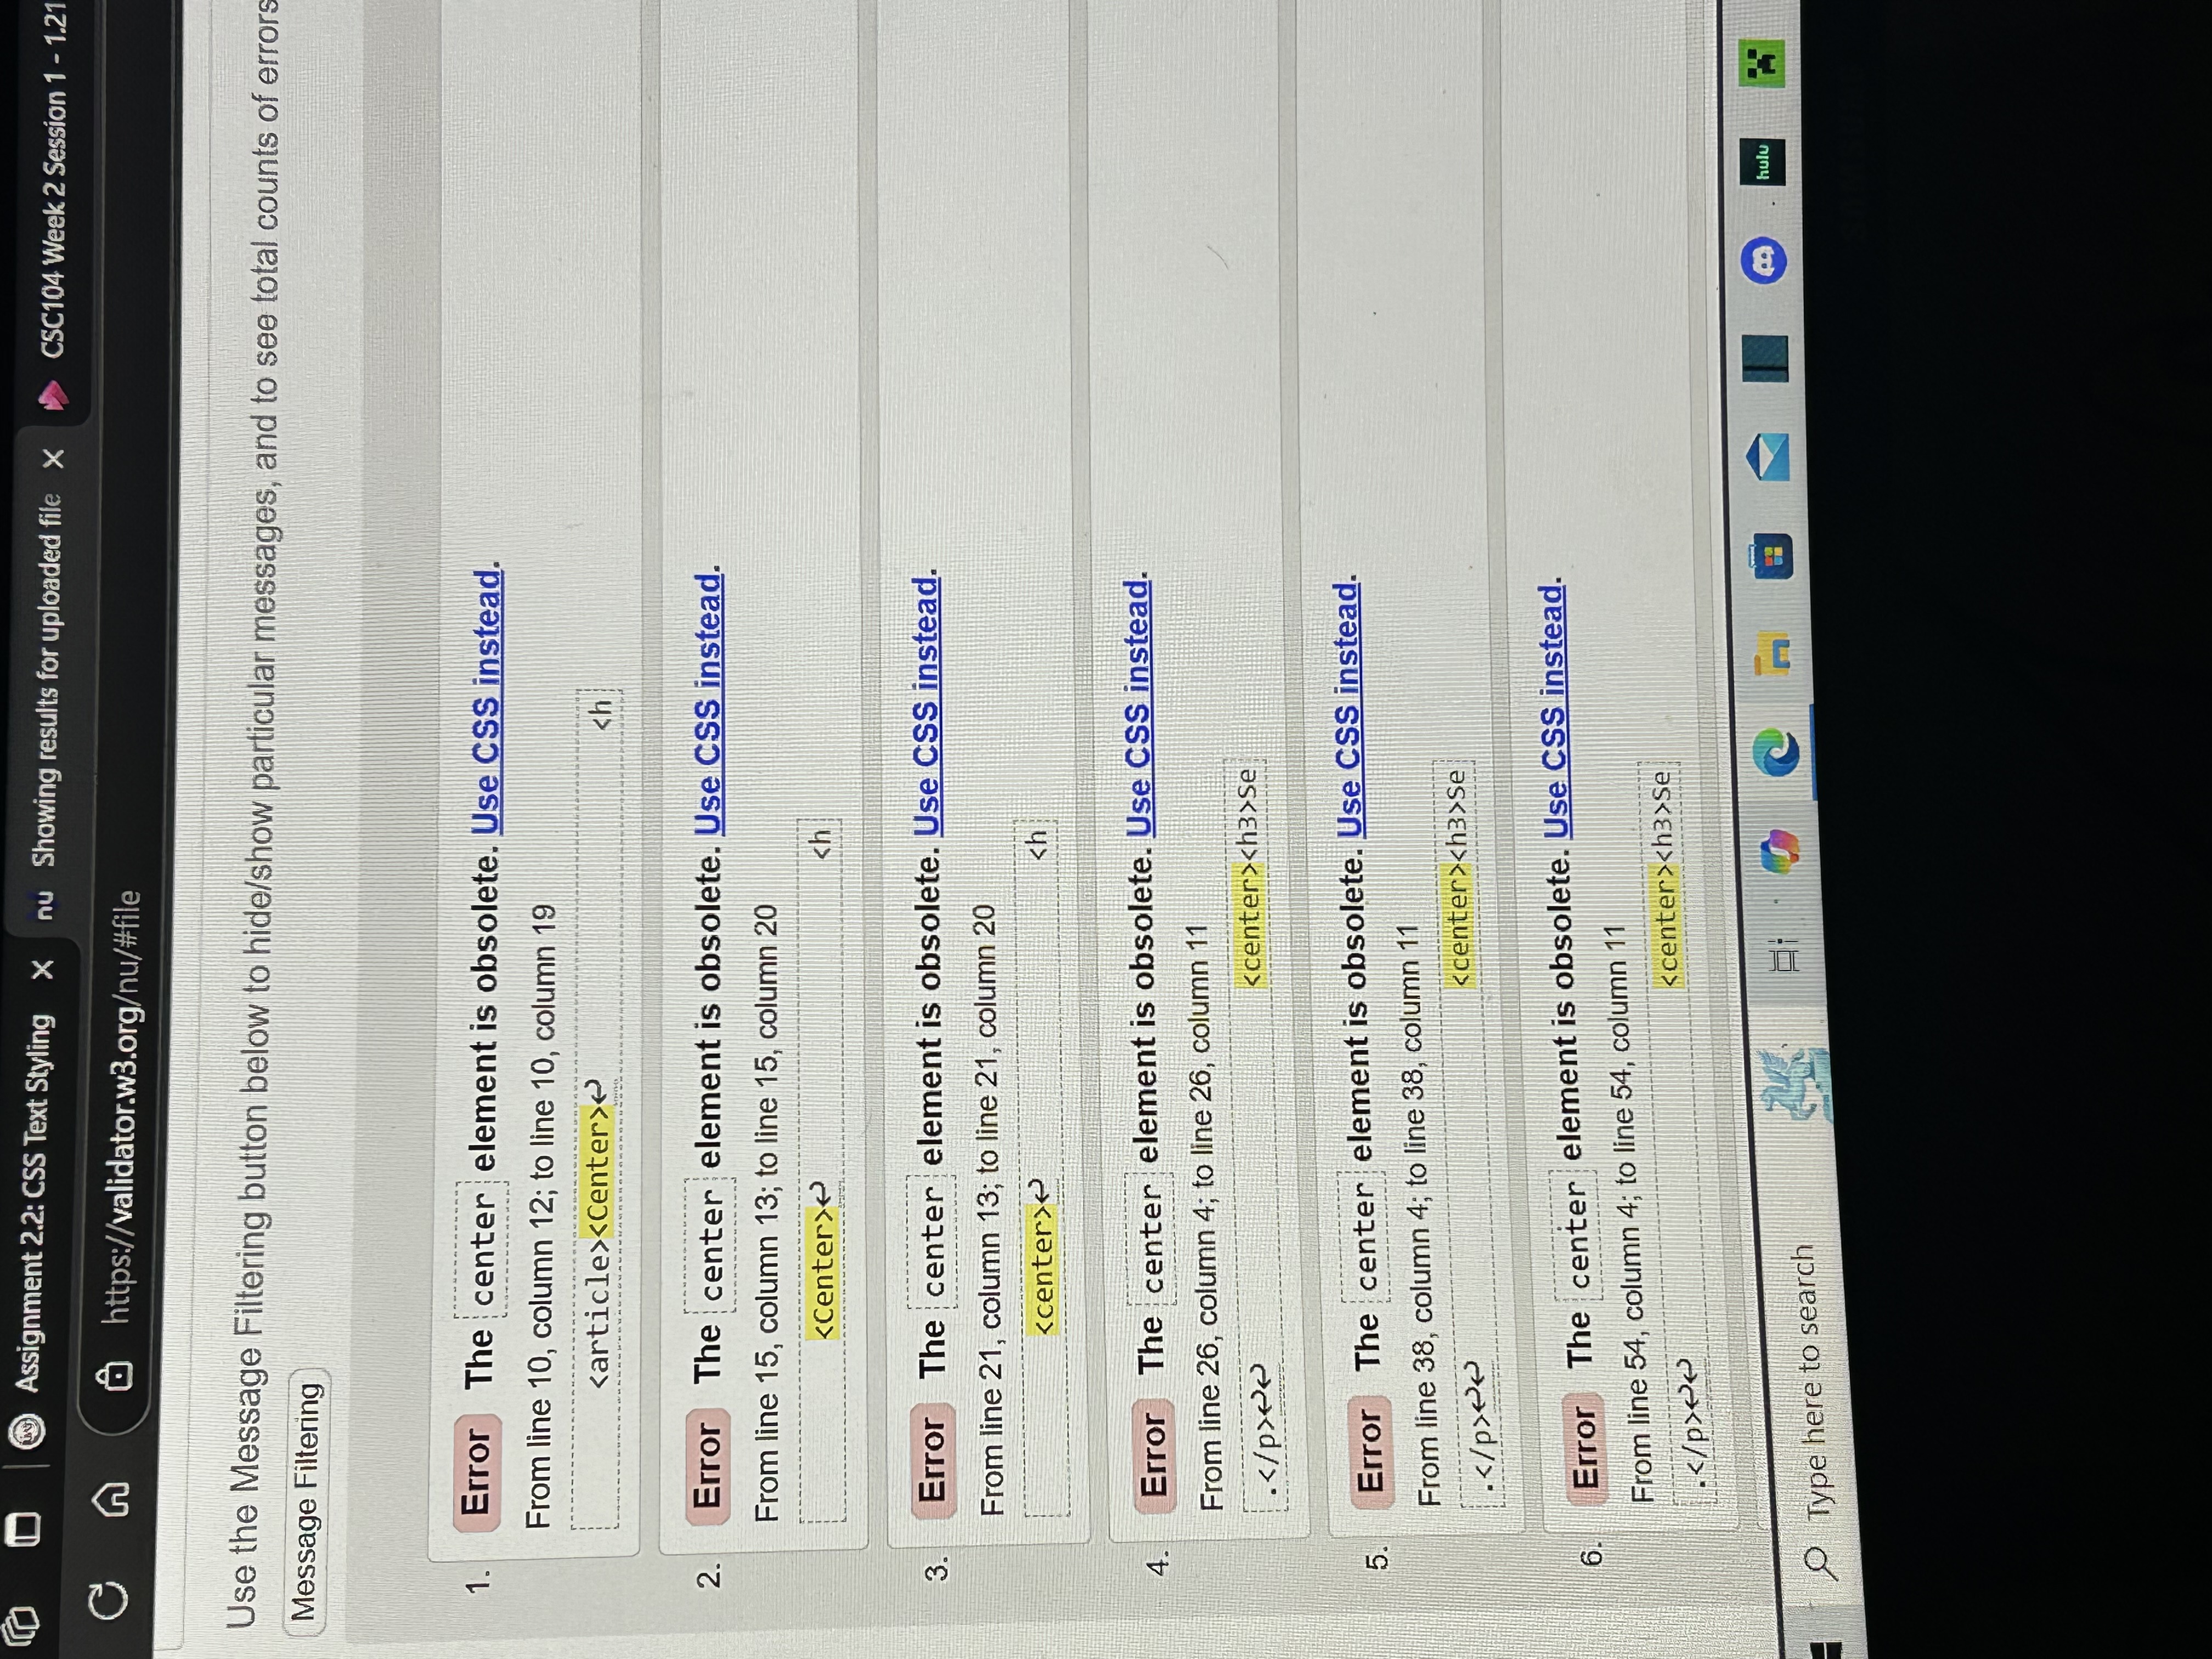 Assignment 2.2: CSS Text Styling
nu Showing results for uploaded file
CSC104 Week 2 Session 1 - 1.21
https://validator.w3.org/nu/#file
Use the Message Filtering button below to hide/show particular messages, and to see total counts of errors
Message Filtering
1. Error The center element is obsolete. Use CSS instead.
From line 10, column 12; to line 10, column 19
<article><Center>↩ <h
2. Error The center element is obsolete. Use CSS instead.
From line 15, column 13; to line 15, column 20
<Center>↩ <h
3. Error The center element is obsolete. Use CSS instead.
From line 21, column 13; to line 21, column 20
<center>↩ <h
4. Error The center element is obsolete. Use CSS instead.
From line 26, column 4; to line 26, column 11
.</p>↩↩ <center><h3>Se
5. Error The center element is obsolete. Use CSS instead.
From line 38, column 4; to line 38, column 11
.</p>↩↩ <center><h3>Se
6. Error The center element is obsolete. Use CSS instead.
From line 54, column 4; to line 54, column 11
.</p>↩↩ <center><h3>Se
Type here to search
hulu